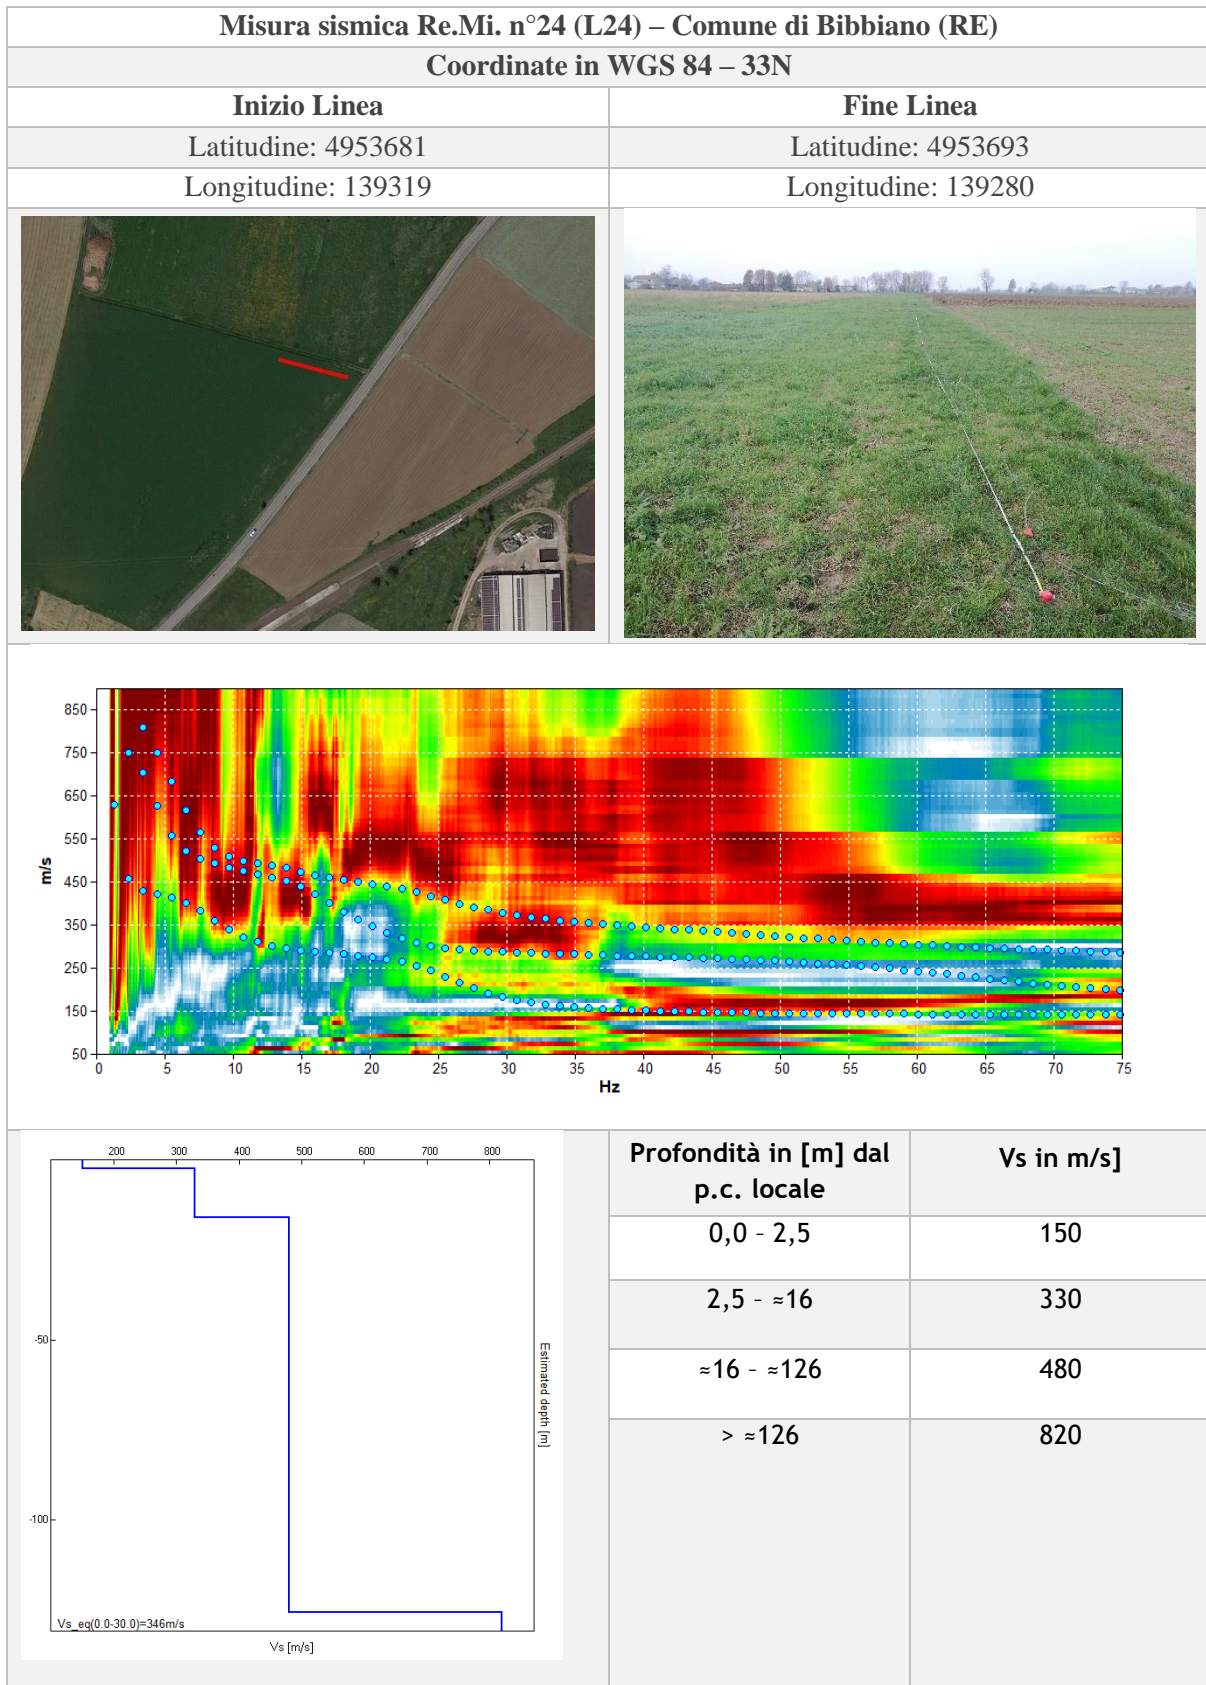 Misura sismica Re.Mi. n°24 (L24) – Comune di Bibbiano (RE)
Coordinate in WGS 84 – 33N
Inizio Linea
Fine Linea
Latitudine: 4953681
Latitudine: 4953693
Longitudine: 139319
Longitudine: 139280
850
750
650
550
450
350
250
150
50
m/s
0 5 10 15 20 25 30 35 40 45 50 55 60 65 70 75
Hz
200 300 400 500 600 700 800
-50
-100
Estimated depth [m]
Vs_eq(0.0-30.0)=346m/s
Vs [m/s]
Profondità in [m] dal
p.c. locale
Vs in m/s]
0,0 – 2,5
150
2,5 – ≈16
330
≈16 – ≈126
480
> ≈126
820